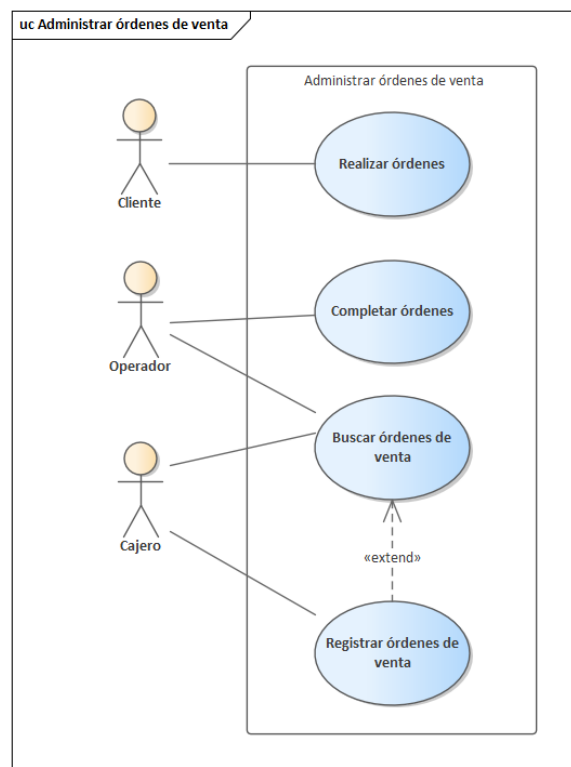 uc Administrar órdenes de venta
Administrar órdenes de venta
Realizar órdenes
Cliente
Completar órdenes
Operador
Buscar órdenes de
venta
Cajero
«extend»
Registrar órdenes de
venta